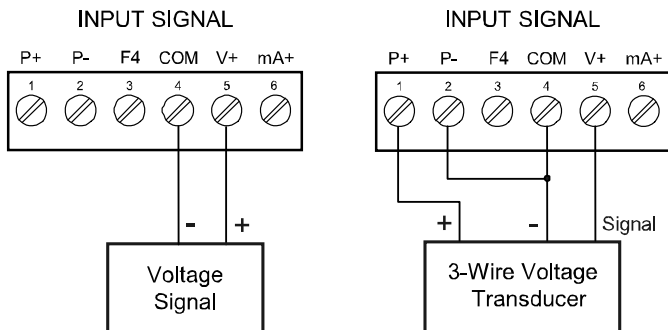 INPUT SIGNAL
P+ P- F4 COM V+ mA+
1 2 3 4 5 6
- +
Voltage
Signal
INPUT SIGNAL
P+ P- F4 COM V+ mA+
1 2 3 4 5 6
+ - Signal
3-Wire Voltage
Transducer